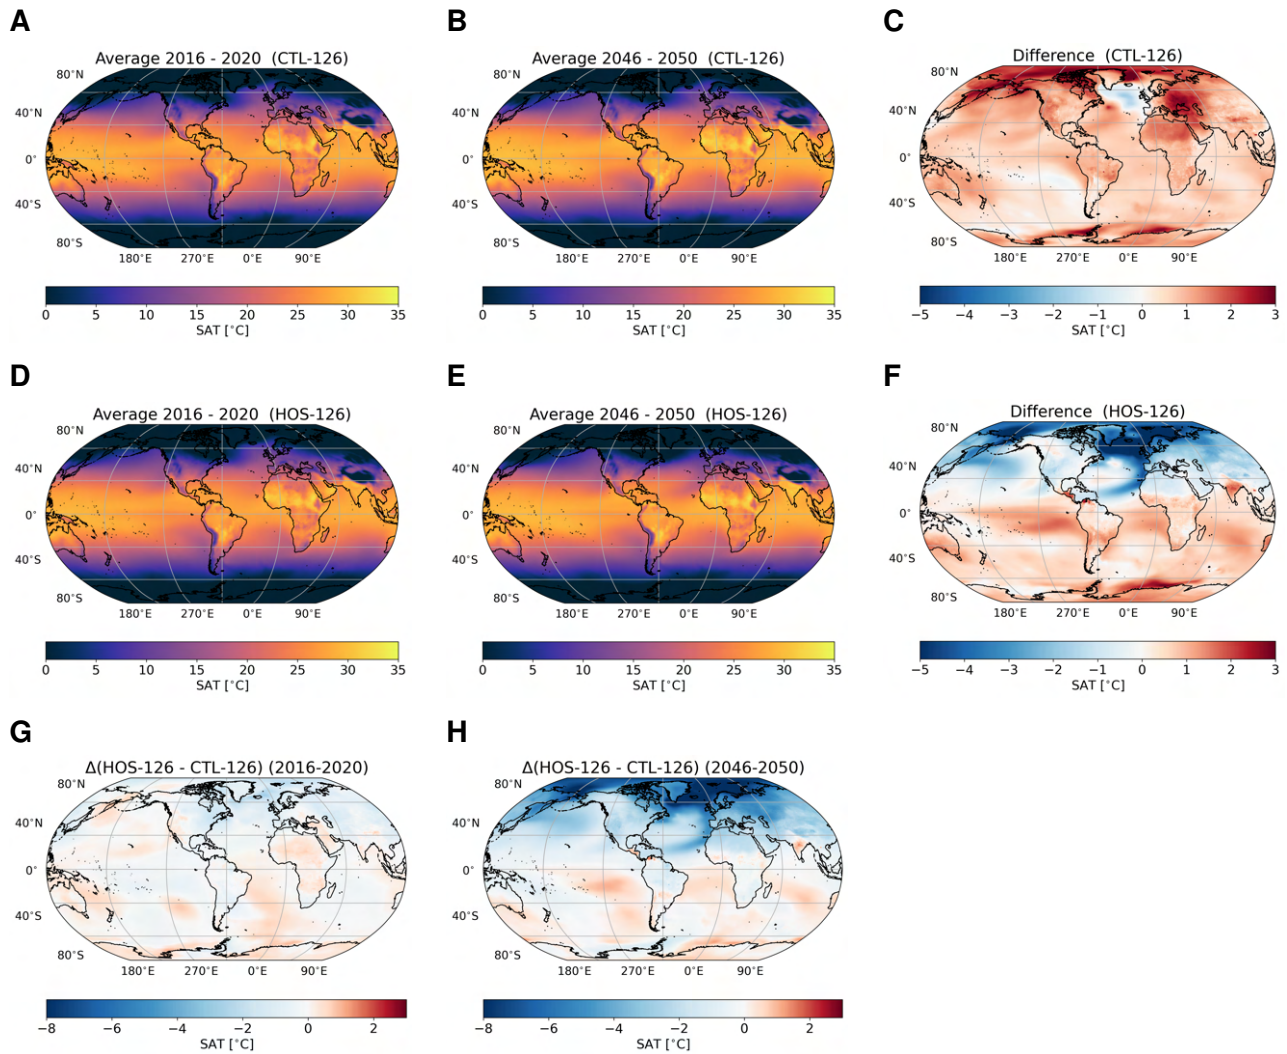 A
B
C
Average 2016 - 2020 (CTL-126)
Average 2046 - 2050 (CTL-126)
Difference (CTL-126)
80°N
40°N
0°
40°S
80°S
180°E 270°E 0°E 90°E
80°N
40°N
0°
40°S
80°S
180°E 270°E 0°E 90°E
80°N
40°N
0°
40°S
80°S
180°E 270°E 0°E 90°E
0 5 10 15 20 25 30 35
SAT [°C]
0 5 10 15 20 25 30 35
SAT [°C]
−5 −4 −3 −2 −1 0 1 2 3
SAT [°C]
D
E
F
Average 2016 - 2020 (HOS-126)
Average 2046 - 2050 (HOS-126)
Difference (HOS-126)
80°N
40°N
0°
40°S
80°S
180°E 270°E 0°E 90°E
80°N
40°N
0°
40°S
80°S
180°E 270°E 0°E 90°E
80°N
40°N
0°
40°S
80°S
180°E 270°E 0°E 90°E
0 5 10 15 20 25 30 35
SAT [°C]
0 5 10 15 20 25 30 35
SAT [°C]
−5 −4 −3 −2 −1 0 1 2 3
SAT [°C]
G
H
Δ(HOS-126 - CTL-126) (2016-2020)
Δ(HOS-126 - CTL-126) (2046-2050)
80°N
40°N
0°
40°S
80°S
180°E 270°E 0°E 90°E
80°N
40°N
0°
40°S
80°S
180°E 270°E 0°E 90°E
−8 −6 −4 −2 0 2
SAT [°C]
−8 −6 −4 −2 0 2
SAT [°C]